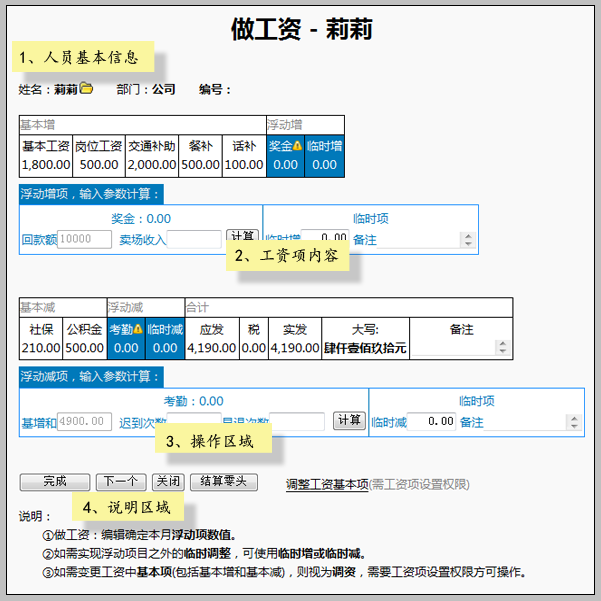 做工资 - 莉莉
1、人员基本信息
姓名：莉莉 部门：公司 编号：
基本增 浮动增
基本工资 岗位工资 交通补助 餐补 话补 奖金 临时增
1,800.00 500.00 2,000.00 500.00 100.00 0.00 0.00
浮动增项，输入参数计算：
奖金：0.00 临时项
回款额 10000 卖场收入 计算 临时增 0.00 备注
2、工资项内容
基本减 浮动减 合计
社保 公积金 考勤 临时减 应发 税 实发 大写: 备注
210.00 500.00 0.00 0.00 4,190.00 0.00 4,190.00 肆仟壹佰玖拾元
浮动减项，输入参数计算：
考勤：0.00 临时项
基增和 4900.00 迟到次数 早退次数 计算 临时减 0.00 备注
3、操作区域
完成 下一个 关闭 结算零头 调整工资基本项(需工资项设置权限)
4、说明区域
说明：
①做工资：编辑确定本月浮动项数值。
②如需实现浮动项目之外的临时调整，可使用临时增或临时减。
③如需变更工资中基本项(包括基本增和基本减)，则视为调资，需要工资项设置权限方可操作。